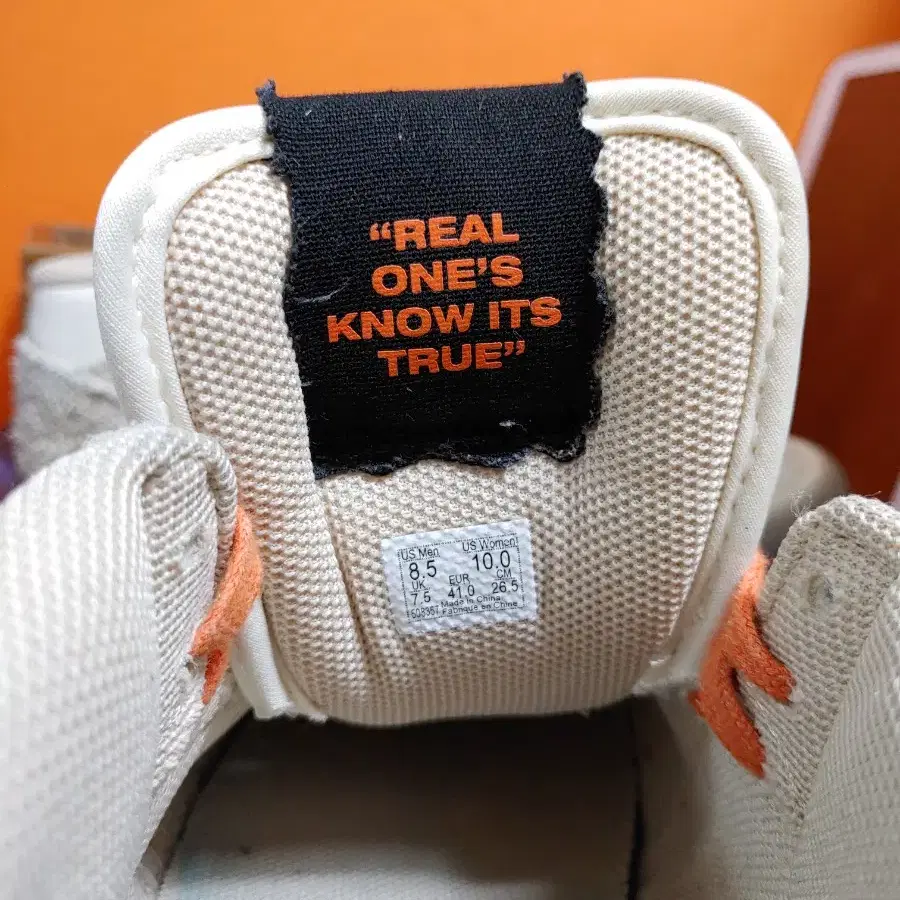 “REAL
ONE’S
KNOW ITS
TRUE”
US Men US Women
8.5 10.0
UK EUR CM
7.5 41.0 26.5
Made in China
Fabriqué en Chine